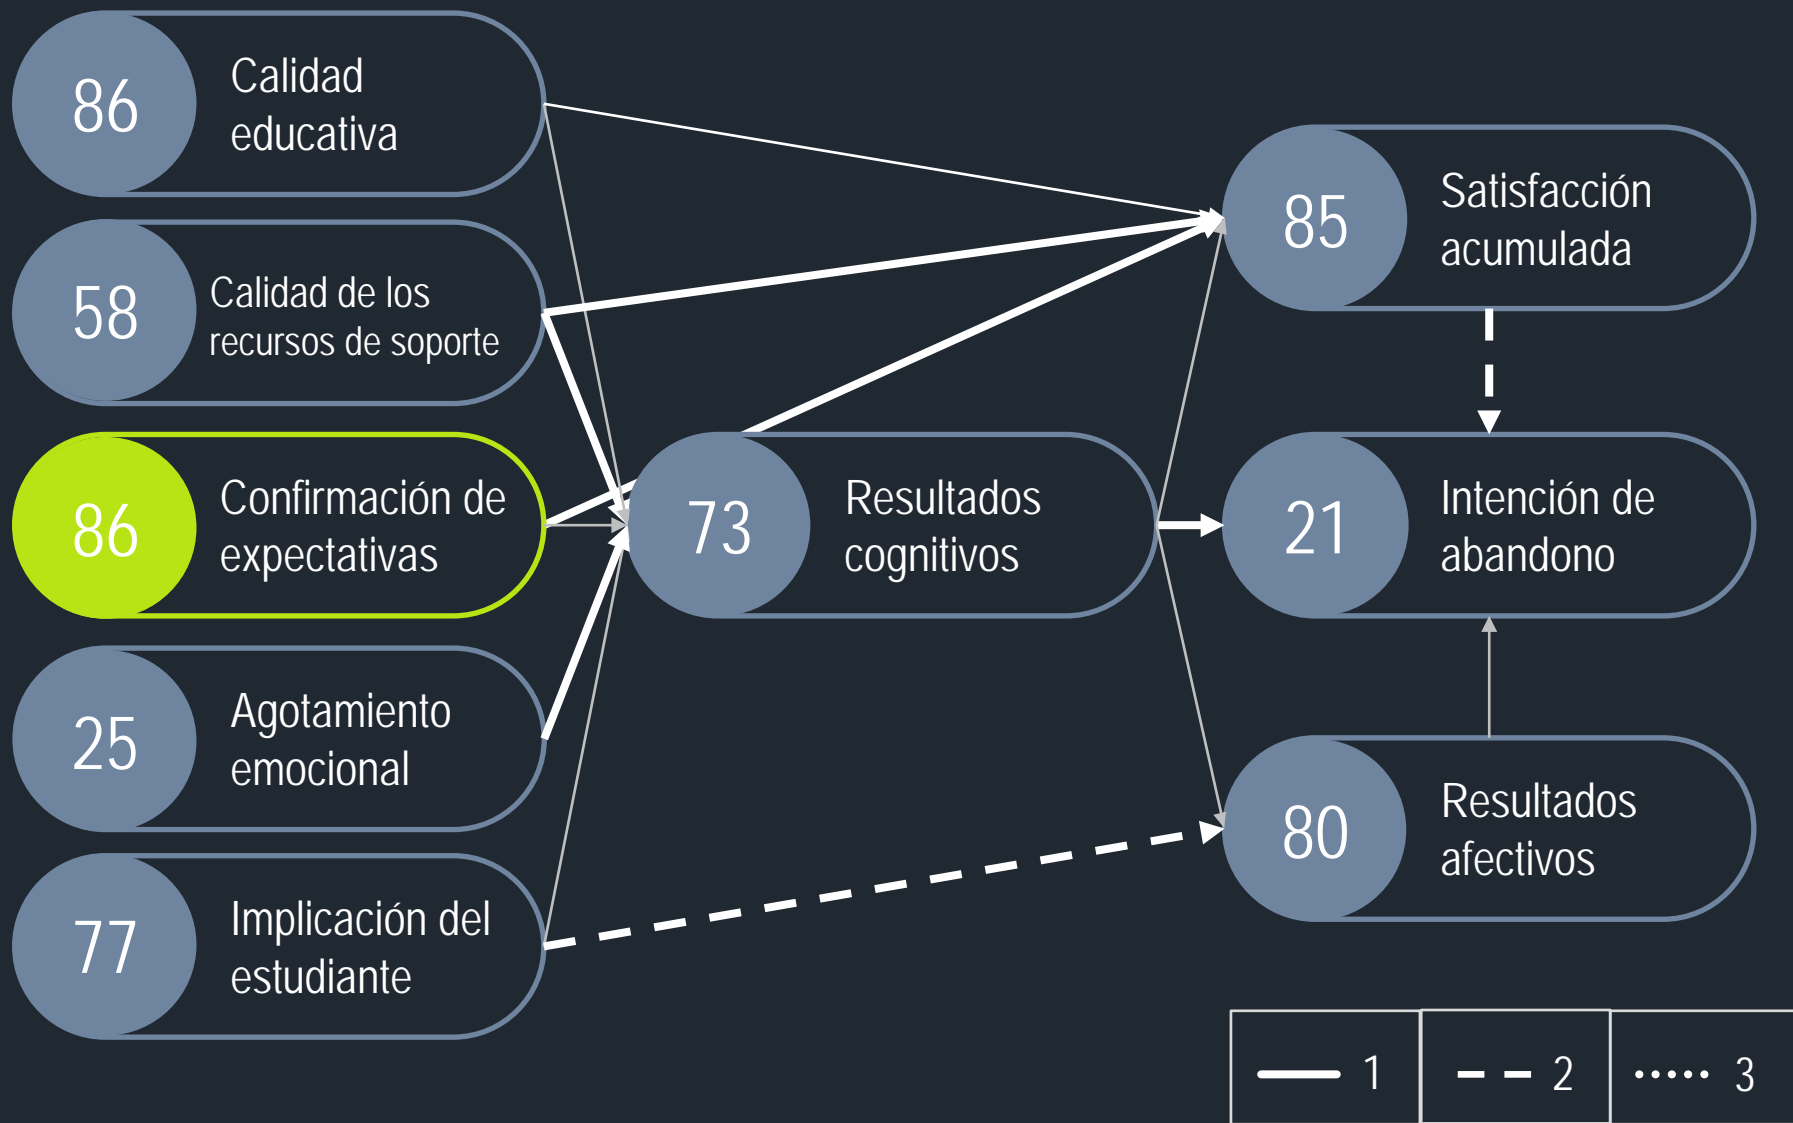 86
Calidad
educativa
58
Calidad de los
recursos de soporte
86
Confirmación de
expectativas
25
Agotamiento
emocional
77
Implicación del
estudiante
73
Resultados
cognitivos
85
Satisfacción
acumulada
21
Intención de
abandono
80
Resultados
afectivos
1
2
3